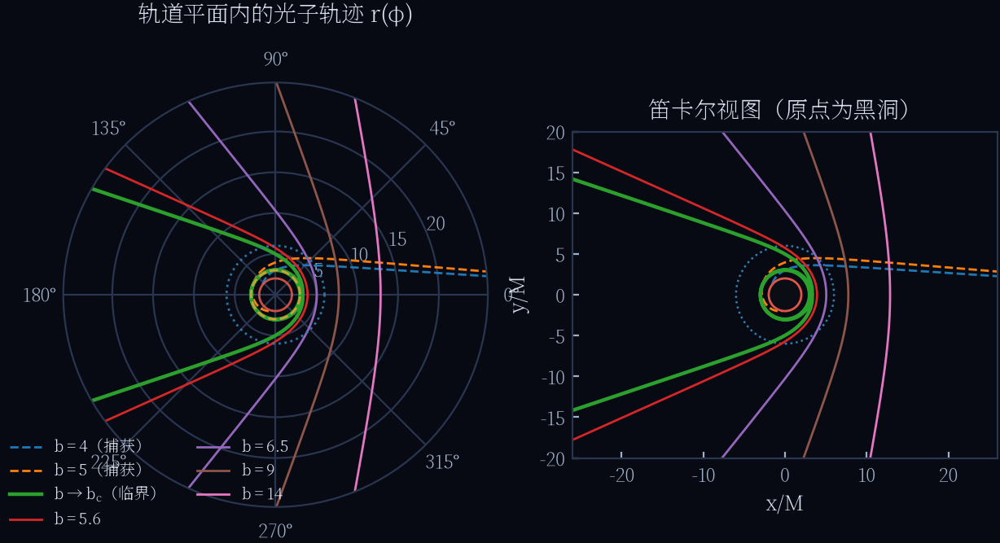 轨道平面内的光子轨迹 r(ϕ)
90°
135°
45°
180°
0°
225°
315°
270°
5
10
15
20
b=4（捕获）
b=5（捕获）
b→b_c（临界）
b=5.6
b=6.5
b=9
b=14
笛卡尔视图（原点为黑洞）
y/M
20
15
10
5
0
-5
-10
-15
-20
-20
-10
0
10
20
x/M